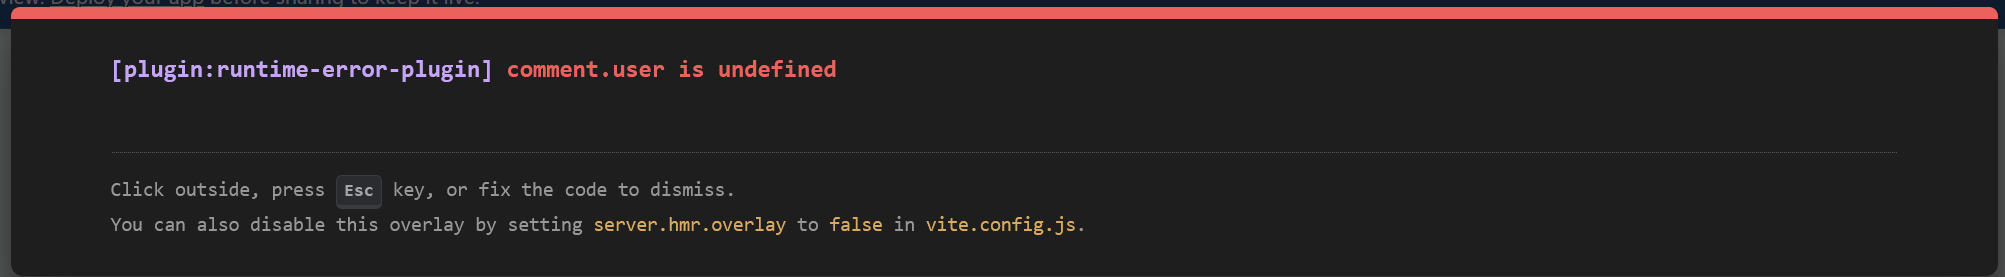 view. Deploy your app before sharing to keep it live.
[plugin:runtime-error-plugin] comment.user is undefined
Click outside, press Esc key, or fix the code to dismiss.
You can also disable this overlay by setting server.hmr.overlay to false in vite.config.js.